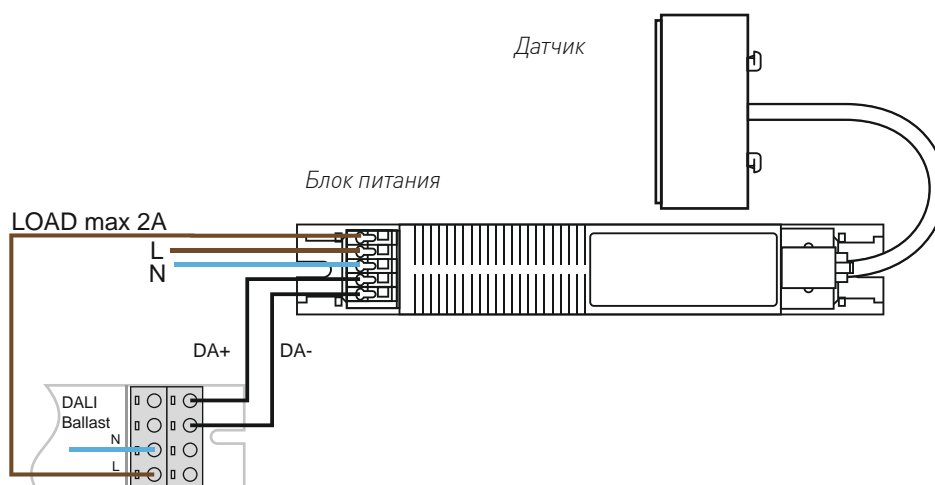 Датчик
Блок питания
LOAD max 2A
L
N
DA+
DA-
DALI
Ballast
N
L